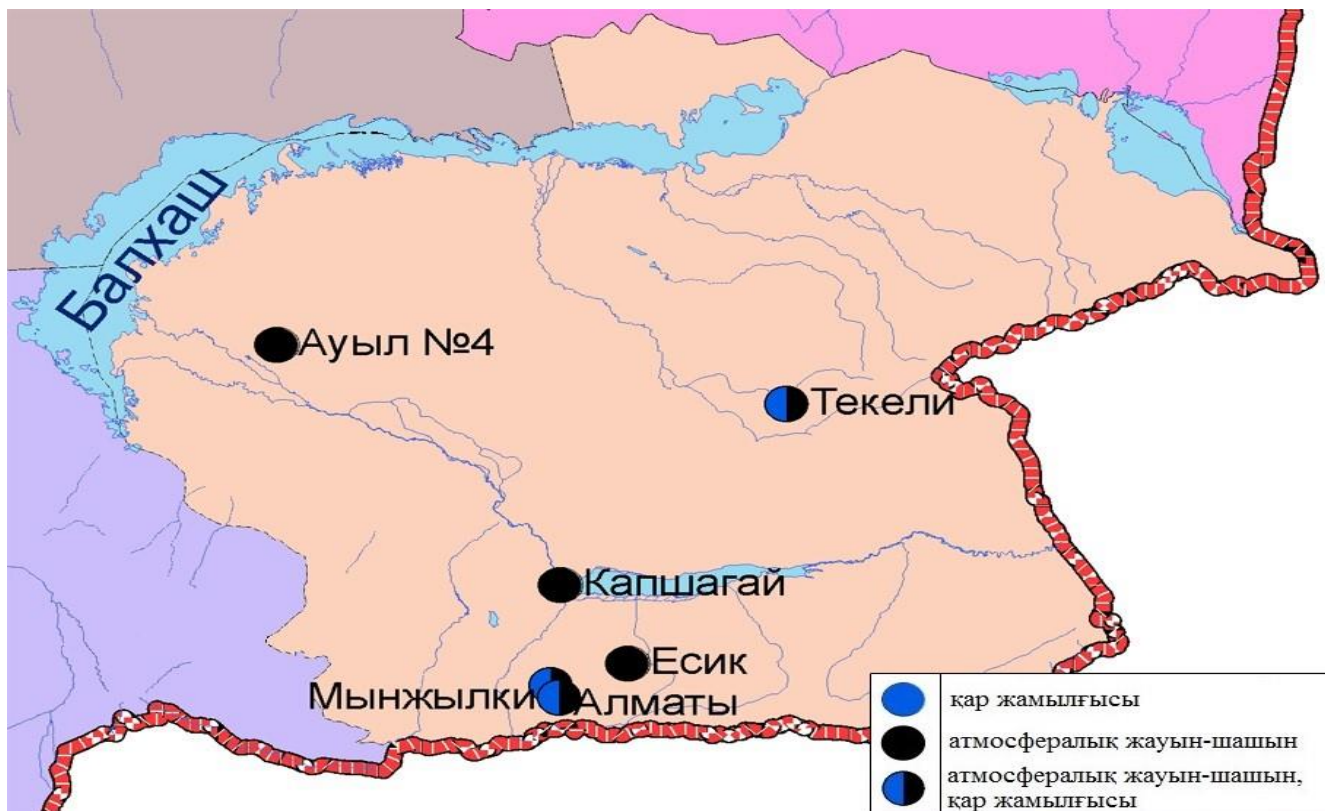 Балхаш
Ауыл №4
Текели
Капшагай
Есик
Мынжылки
Алматы
қар жамылғысы
атмосфералық жауын-шашын
атмосфералық жауын-шашын,
қар жамылғысы